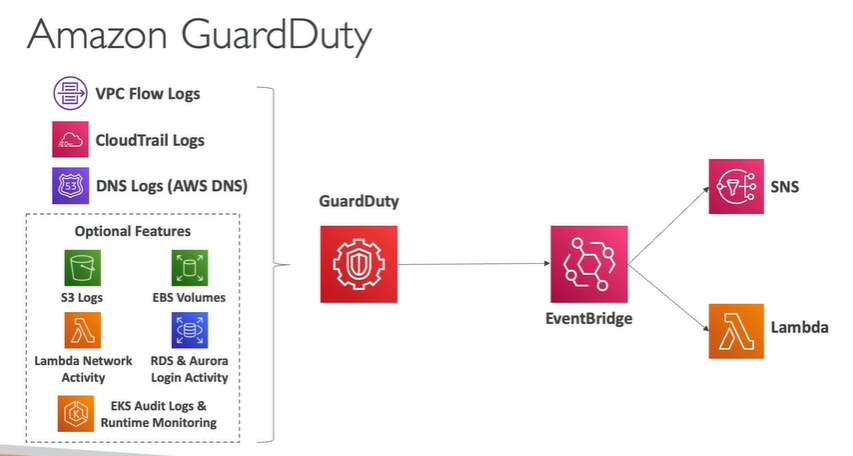 Amazon GuardDuty
VPC Flow Logs
CloudTrail Logs
53
DNS Logs (AWS DNS)
Optional Features
S3 Logs
EBS Volumes
Lambda Network
Activity
RDS & Aurora
Login Activity
K
EKS Audit Logs &
Runtime Monitoring
GuardDuty
EventBridge
SNS
Lambda